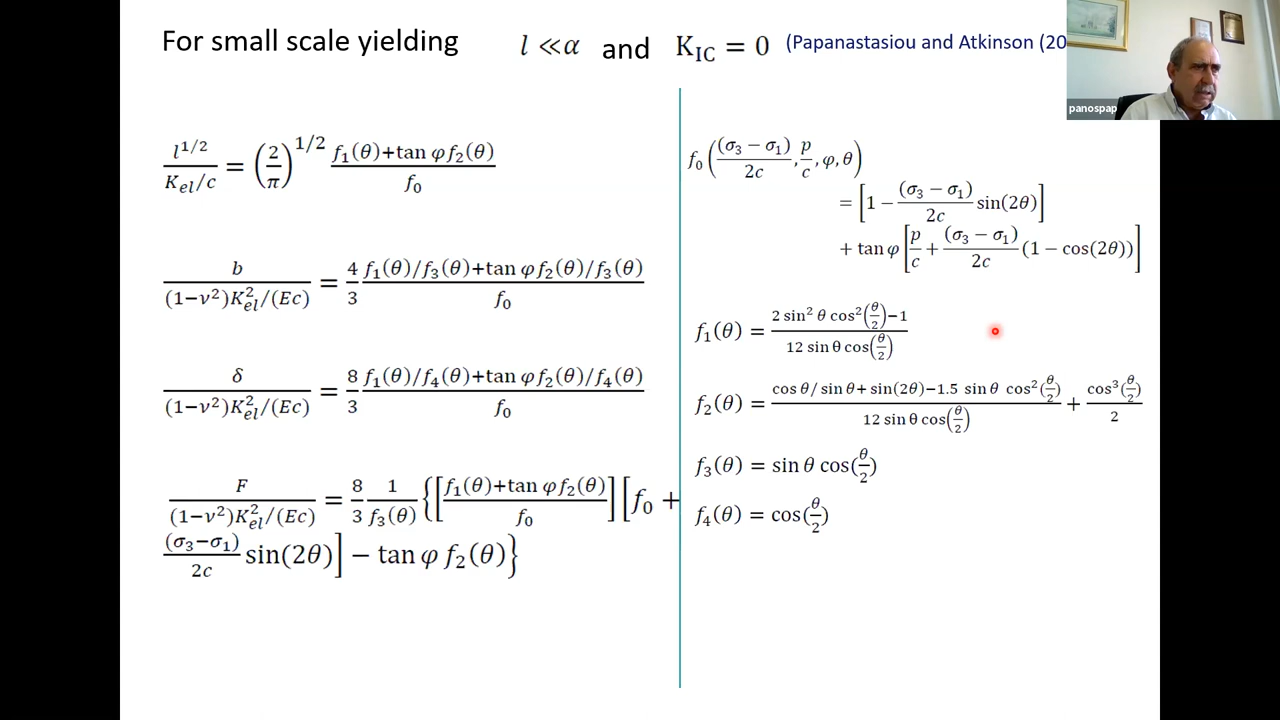 For small scale yielding l ≪ α and K_IC = 0 (Papanastasiou and Atkinson (20
panospap
l^{1/2}/(K_el/c) = (2/π)^{1/2} (f_1(θ)+tan φ f_2(θ))/f_0
b/((1−ν²)K_el²/(Ec)) = 4/3 (f_1(θ)/f_3(θ)+tan φ f_2(θ)/f_3(θ))/f_0
δ/((1−ν²)K_el²/(Ec)) = 8/3 (f_1(θ)/f_4(θ)+tan φ f_2(θ)/f_4(θ))/f_0
F/((1−ν²)K_el²/(Ec)) = 8/3 1/f_3(θ) {[(f_1(θ)+tan φ f_2(θ))/f_0] [f_0 +
(σ_3−σ_1)/2c sin(2θ)] − tan φ f_2(θ)}
f_0 ((σ_3 − σ_1)/2c, p/c, φ, θ)
= [1 − (σ_3 − σ_1)/2c sin(2θ)]
+ tan φ [p/c + (σ_3 − σ_1)/2c (1 − cos(2θ))]
f_1(θ) = (2 sin² θ cos²(θ/2)−1)/(12 sin θ cos(θ/2))
f_2(θ) = (cos θ/ sin θ + sin(2θ)−1.5 sin θ cos²(θ/2))/(12 sin θ cos(θ/2)) + cos³(θ/2)/2
f_3(θ) = sin θ cos(θ/2)
f_4(θ) = cos(θ/2)